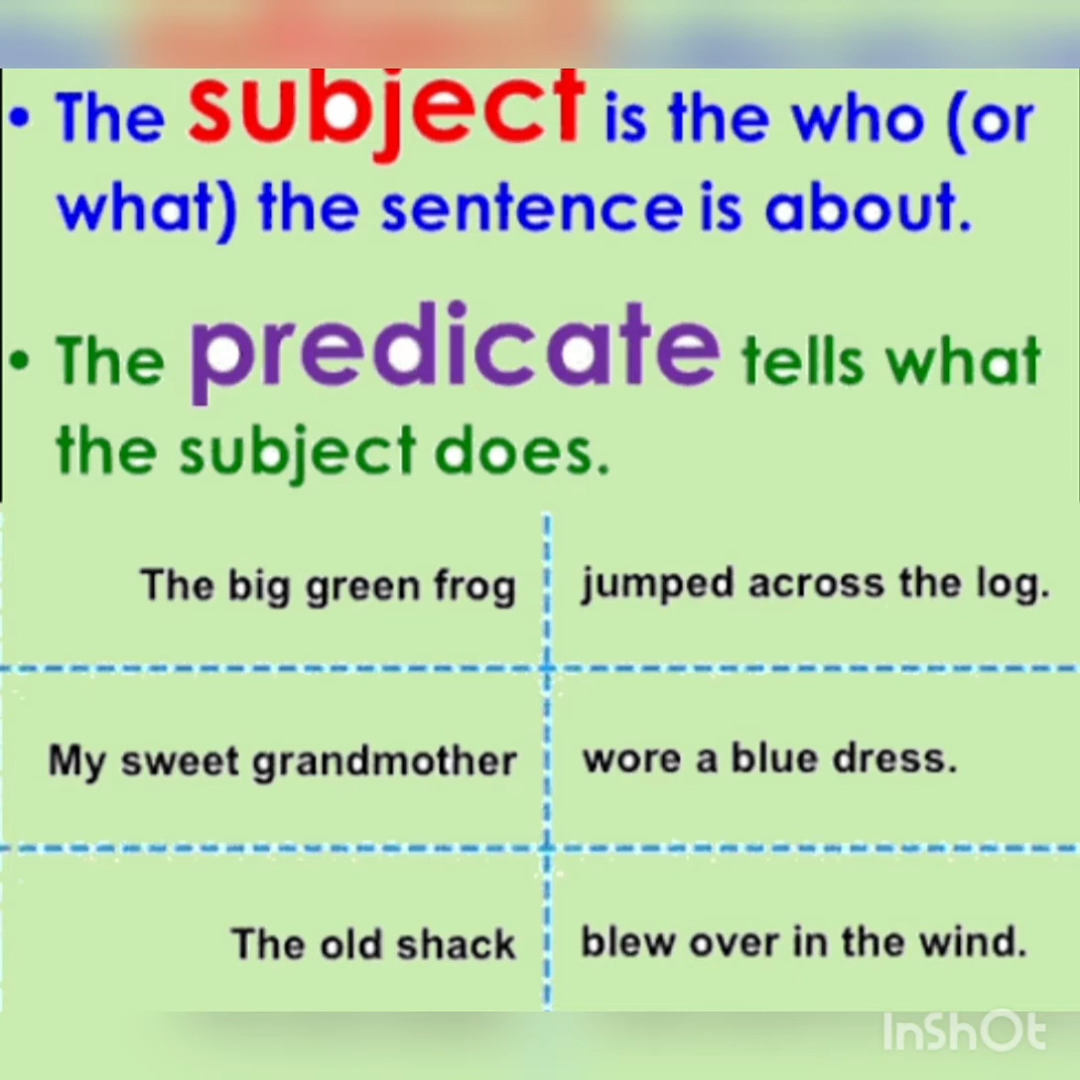 • The subject is the who (or
what) the sentence is about.
• The predicate tells what
the subject does.
The big green frog jumped across the log.
My sweet grandmother wore a blue dress.
The old shack blew over in the wind.
InShOt